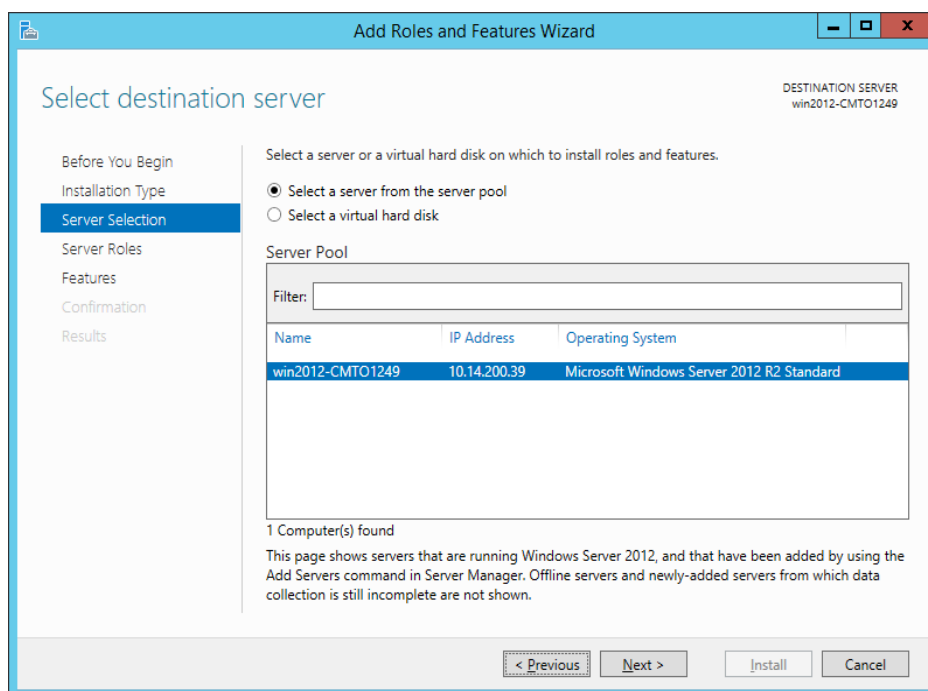 Add Roles and Features Wizard
Select destination server
DESTINATION SERVER
win2012-CMTO1249
Before You Begin
Installation Type
Server Selection
Server Roles
Features
Confirmation
Results
Select a server or a virtual hard disk on which to install roles and features.
Select a server from the server pool
Select a virtual hard disk
Server Pool
Filter:
Name IP Address Operating System
win2012-CMTO1249 10.14.200.39 Microsoft Windows Server 2012 R2 Standard
1 Computer(s) found
This page shows servers that are running Windows Server 2012, and that have been added by using the
Add Servers command in Server Manager. Offline servers and newly-added servers from which data
collection is still incomplete are not shown.
< Previous Next > Install Cancel